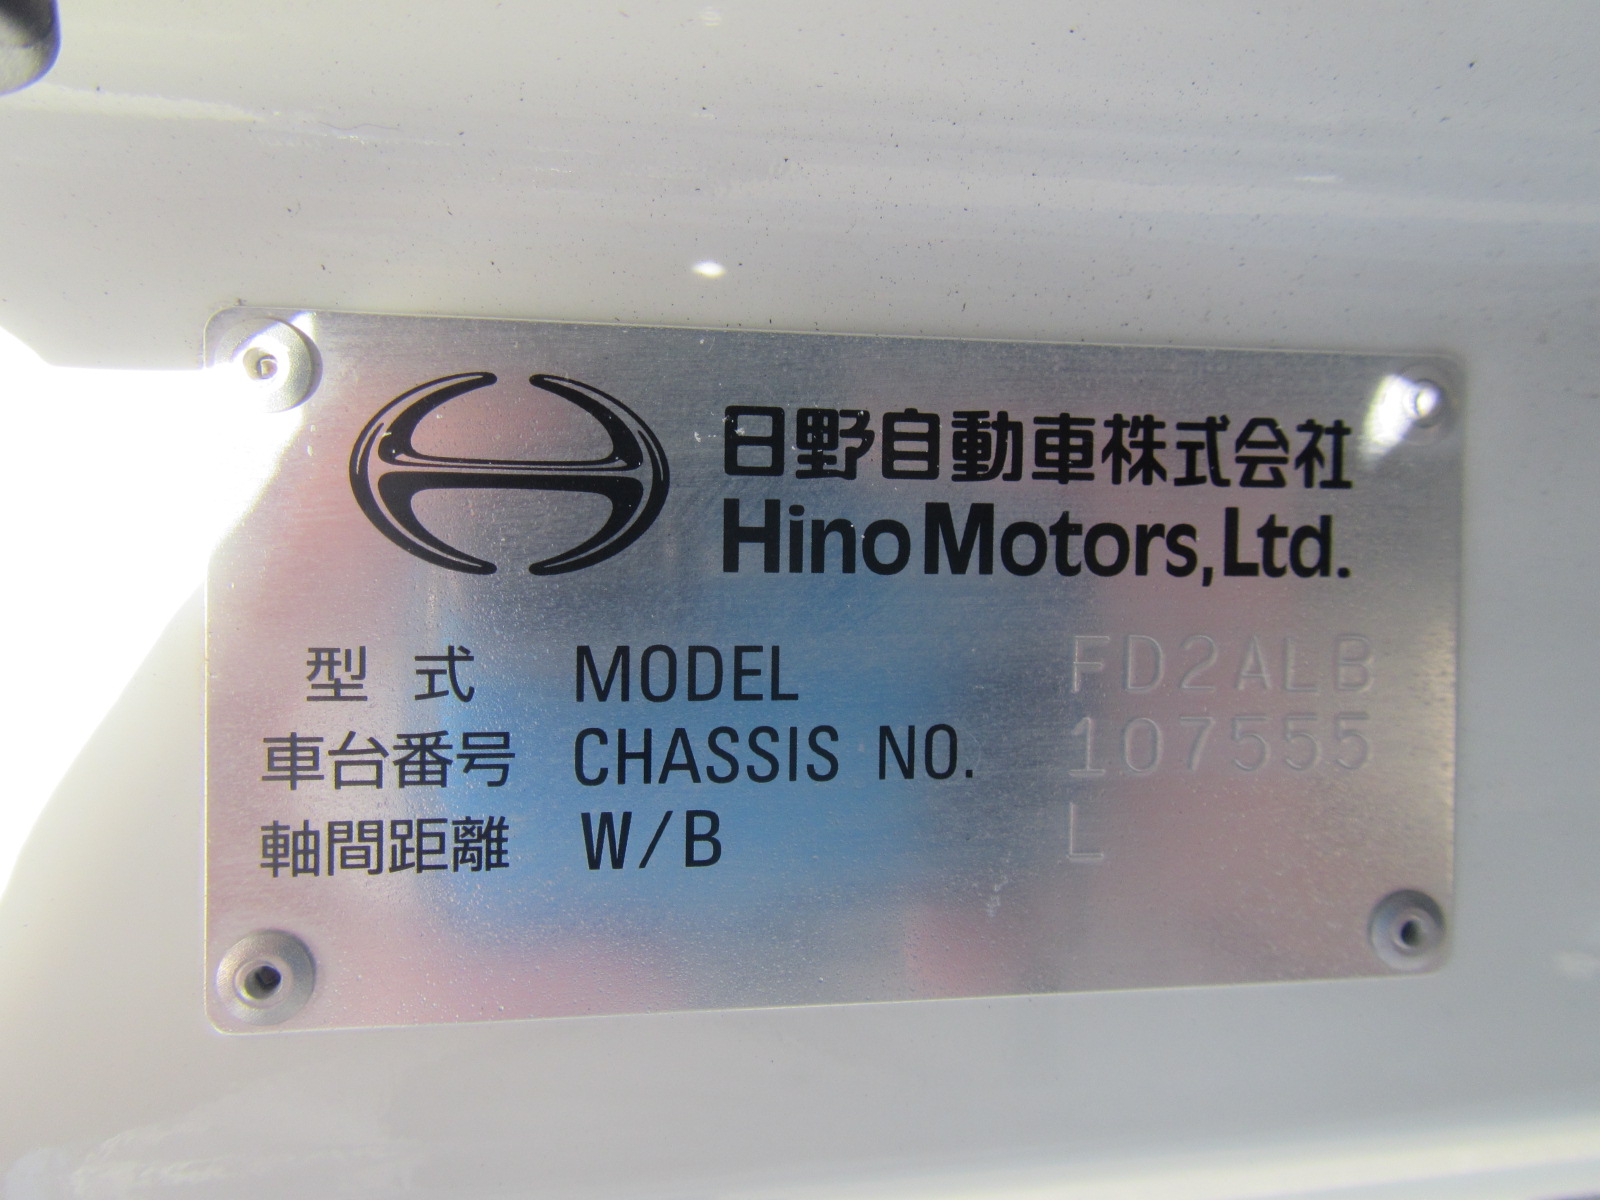 日野自動車株式会社
Hino Motors, Ltd.
型式 MODEL FD2ALB
車台番号 CHASSIS NO. 107555
軸間距離 W/B L